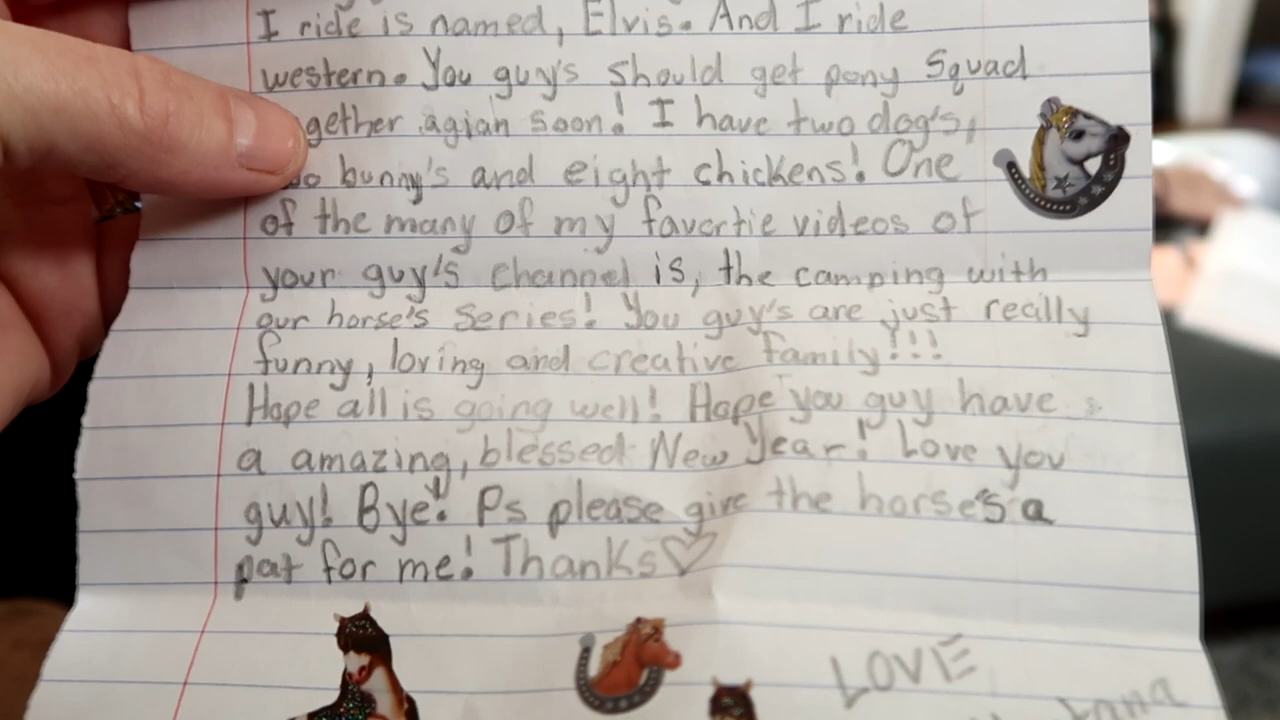 I ride is named, Elvis. And I ride
western. You guy's should get pony Squad
gether agian soon! I have two dog's,
bunny's and eight chickens! One
of the many of my favortie videos of
your guy's channel is, the camping with
our horse's Series! You guy's are just really
funny, loving and creative family!!!
Hope all is going well! Hope you guy have
a amazing, blessed New Year! Love you
guy! Bye! Ps please give the horses a
pat for me! Thanks♡
LOVE